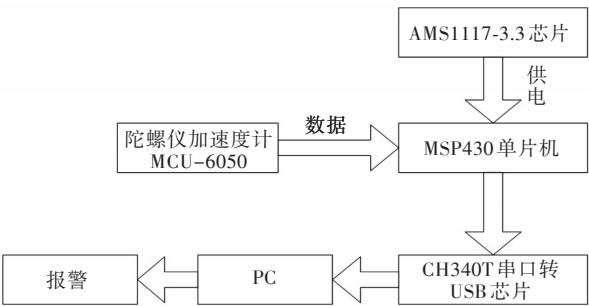 AMS1117-3.3芯片
供
电
数据
陀螺仪加速度计
MCU-6050
MSP430单片机
CH340T串口转
USB芯片
PC
报警